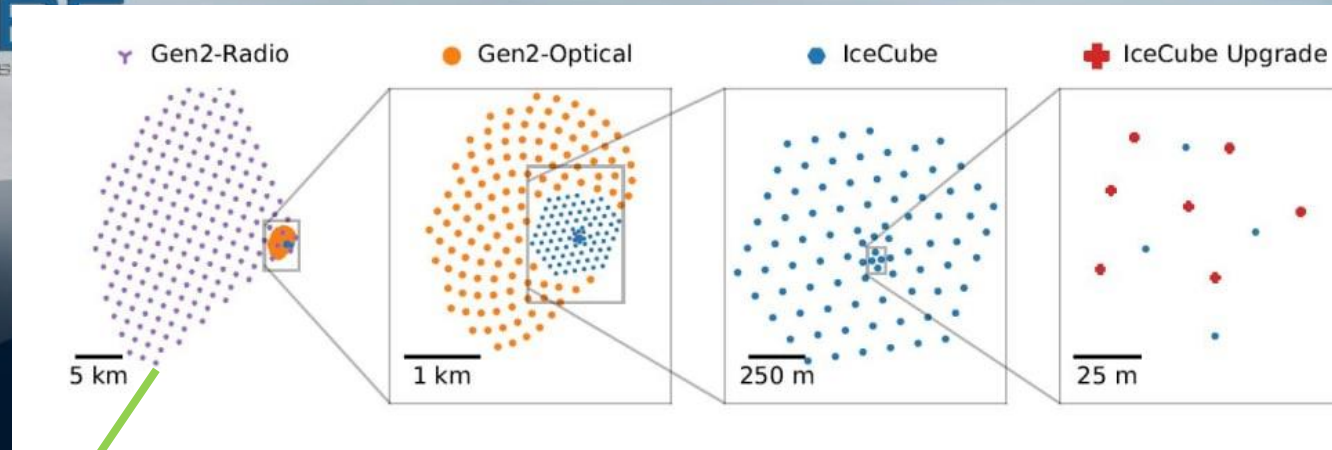 Gen2-Radio
Gen2-Optical
IceCube
IceCube Upgrade
5 km
1 km
250 m
25 m